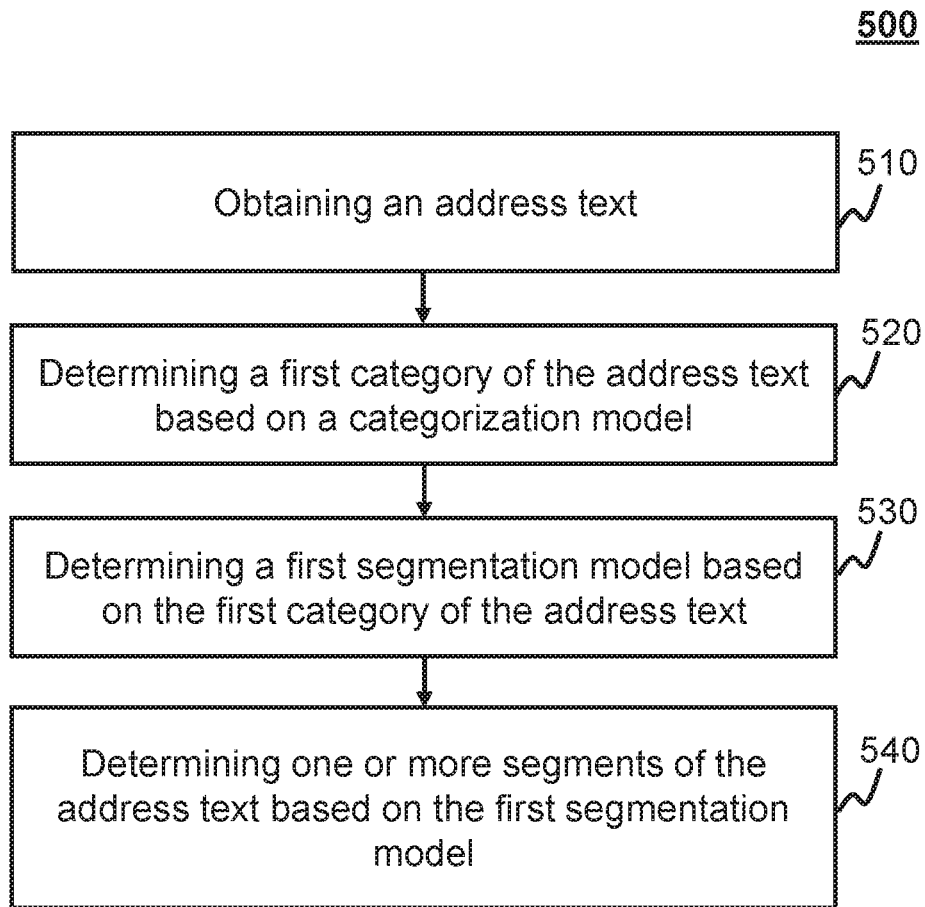 500
510
Obtaining an address text
520
Determining a first category of the address text
based on a categorization model
530
Determining a first segmentation model based
on the first category of the address text
540
Determining one or more segments of the
address text based on the first segmentation
model